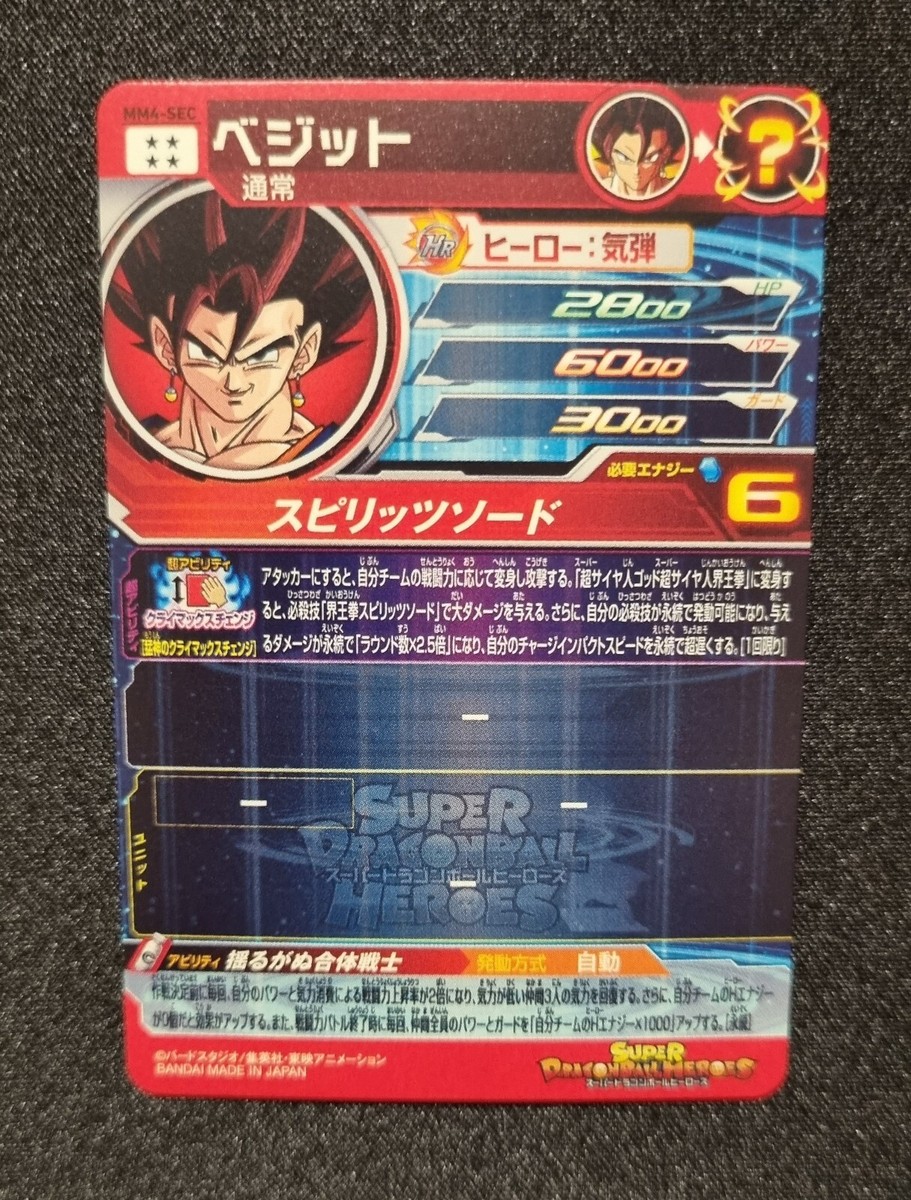 MM4-SEC
★★
★★
ベジット
通常
?
HR
ヒーロー:気弾
HP
2800
パワー
6000
ガード
3000
必要エナジー
6
スピリッツソード
超アビリティ
超アビリティ
クライマックスチェンジ
アタッカーにすると、自分チームの戦闘力に応じて変身し攻撃する。「超サイヤ人ゴッド超サイヤ人界王拳」に変身す
ると、必殺技「界王拳スピリッツソード」で大ダメージを与える。さらに、自分の必殺技が永続で発動可能になり、与え
るダメージが永続で「ラウンド数×2.5倍」になり、自分のチャージインパクトスピードを永続で超遅くする。[1回限り]
ー
ユニット
ー
ー
ー
SUPER
DRAGONBALL
スーパードラゴンボールヒーローズ
HEROES
アビリティ 揺るがぬ合体戦士 発動方式 自動
作戦決定前に毎回、自分のパワーと気力消費による戦闘力上昇率が2倍になり、気力が低い仲間3人の気力を回復する。さらに、自分チームのHエナジー
が0個だと効果がアップする。また、戦闘力バトル終了時に毎回、仲間全員のパワーとガードを「自分チームのHエナジー×1000」アップする。[永続]
©バードスタジオ/集英社・東映アニメーション
BANDAI MADE IN JAPAN
SUPER
DRAGONBALL HEROES
スーパードラゴンボールヒーローズ